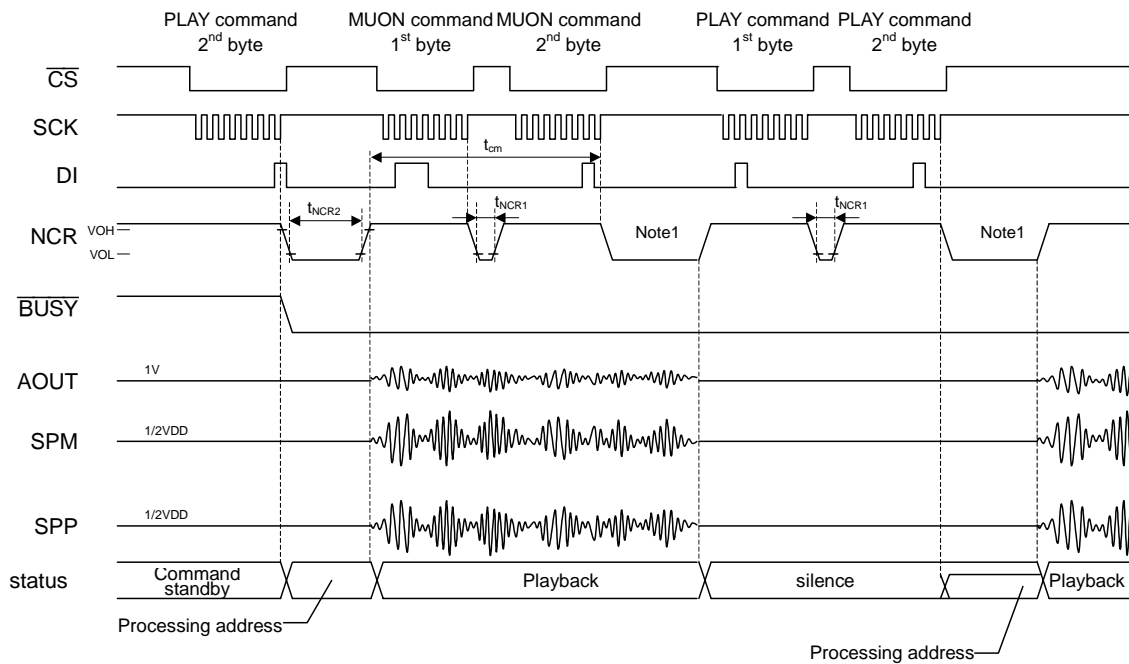 PLAY command
2nd byte
MUON command
1st byte
MUON command
2nd byte
PLAY command
1st byte
PLAY command
2nd byte
CS
SCK
tcm
DI
tNCR2
tNCR1
tNCR1
NCR
VOH
VOL
Note1
Note1
BUSY
AOUT
1V
SPM
1/2VDD
SPP
1/2VDD
status
Command
standby
Playback
silence
Playback
Processing address
Processing address